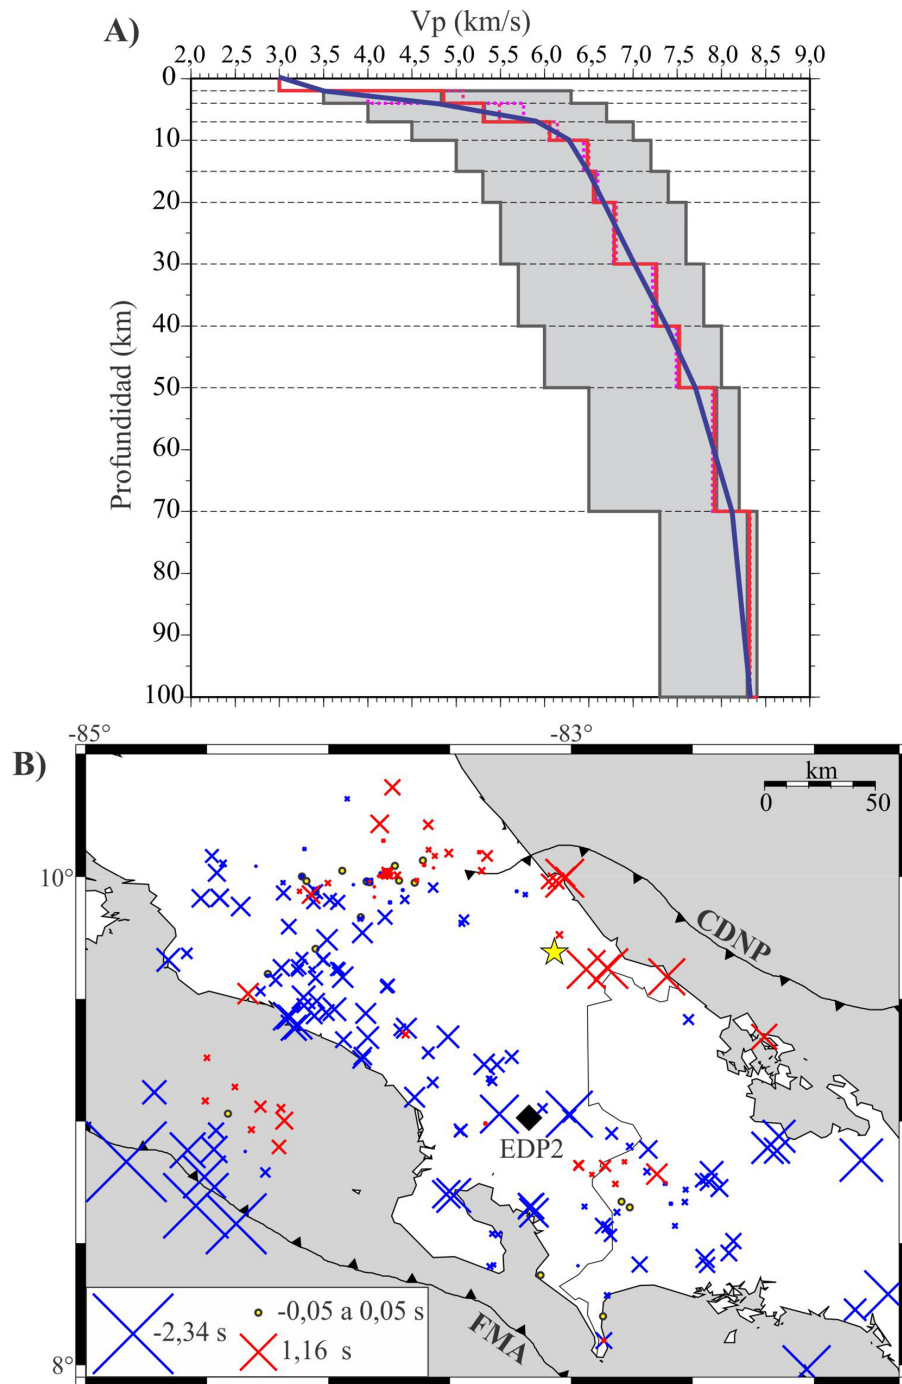 A)
Vp (km/s)
2,0 2,5 3,0 3,5 4,0 4,5 5,0 5,5 6,0 6,5 7,0 7,5 8,0 8,5 9,0
0
10
20
30
40
50
60
70
80
90
100
Profundidad (km)
B)
-85° -83°
km
0 50
10°
CDNP
EDP2
FMA
-2,34 s
-0,05 a 0,05 s
1,16 s
8°